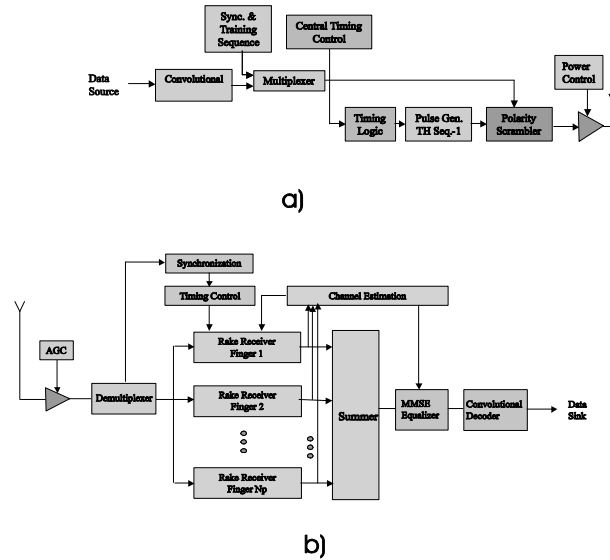 Sync. &
Training
Sequence
Central Timing
Control
Data
Source
Convolutional
Multiplexer
Power
Control
Timing
Logic
Pulse Gen.
TH Seq.-1
Polarity
Scrambler
a)
Synchronization
Timing Control
Channel Estimation
AGC
Demultiplexer
Rake Receiver
Finger 1
Rake Receiver
Finger 2
Rake Receiver
Finger Np
Summer
MMSE
Equalizer
Convolutional
Decoder
Data
Sink
b)